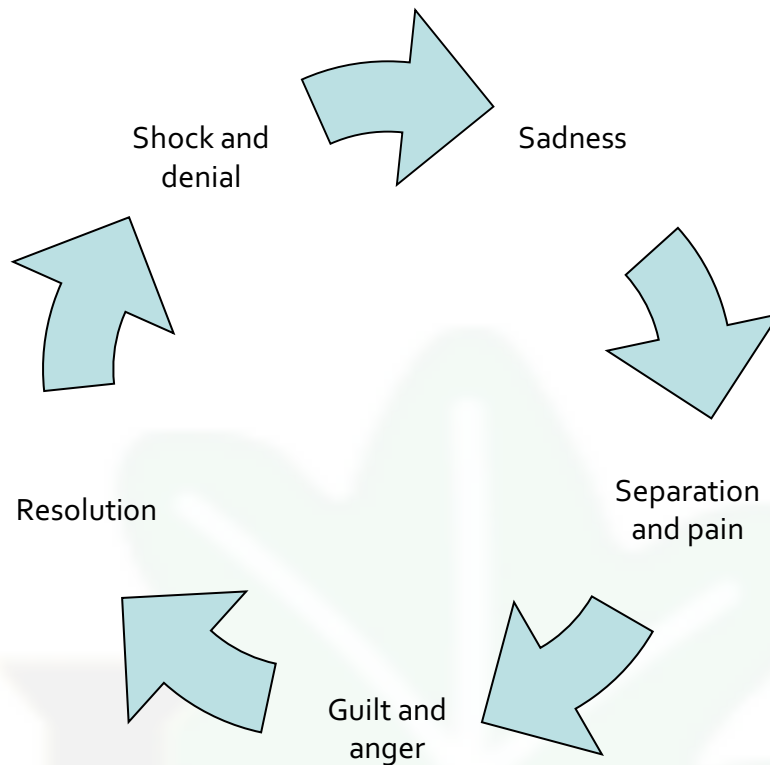 Shock and
denial
Sadness
Separation
and pain
Guilt and
anger
Resolution